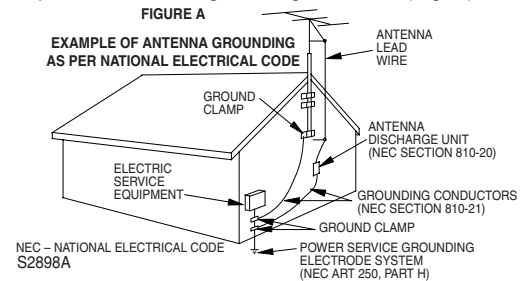 FIGURE A
EXAMPLE OF ANTENNA GROUNDING
AS PER NATIONAL ELECTRICAL CODE
ANTENNA
LEAD
WIRE
GROUND
CLAMP
ANTENNA
DISCHARGE UNIT
(NEC SECTION 810-20)
ELECTRIC
SERVICE
EQUIPMENT
GROUNDING CONDUCTORS
(NEC SECTION 810-21)
GROUND CLAMP
POWER SERVICE GROUNDING
ELECTRODE SYSTEM
(NEC ART 250, PART H)
NEC – NATIONAL ELECTRICAL CODE
S2898A